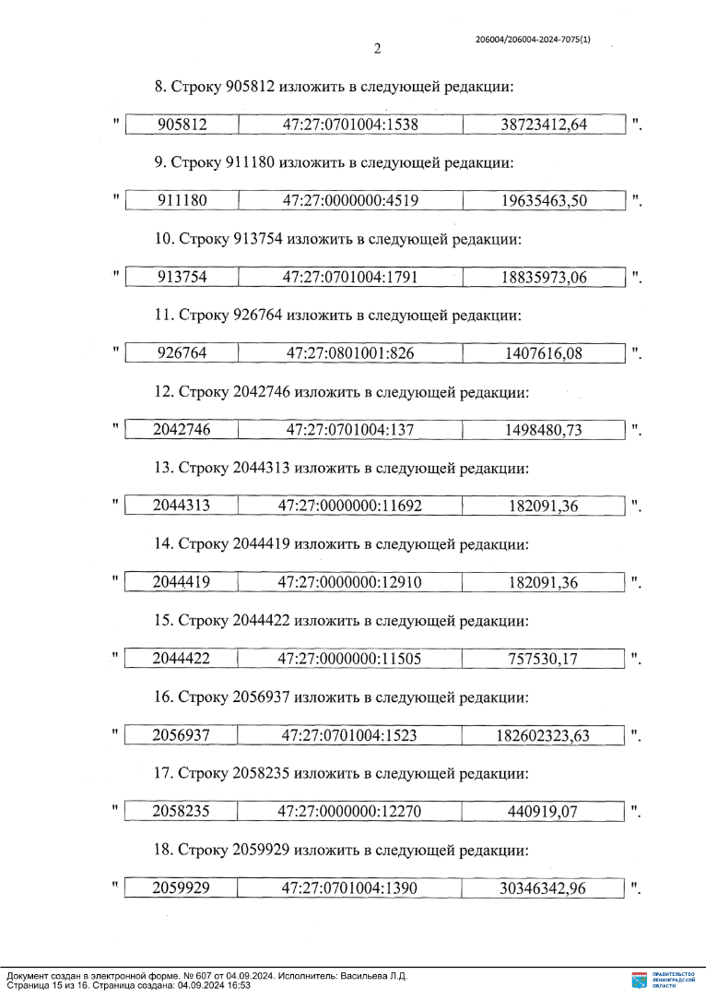 206004/206004-2024-7075(1)
2
8. Строку 905812 изложить в следующей редакции:
" 905812 47:27:0701004:1538 38723412,64 ".
9. Строку 911180 изложить в следующей редакции:
" 911180 47:27:0000000:4519 19635463,50 ".
10. Строку 913754 изложить в следующей редакции:
" 913754 47:27:0701004:1791 18835973,06 ".
11. Строку 926764 изложить в следующей редакции:
" 926764 47:27:0801001:826 1407616,08 ".
12. Строку 2042746 изложить в следующей редакции:
" 2042746 47:27:0701004:137 1498480,73 ".
13. Строку 2044313 изложить в следующей редакции:
" 2044313 47:27:0000000:11692 182091,36 ".
14. Строку 2044419 изложить в следующей редакции:
" 2044419 47:27:0000000:12910 182091,36 ".
15. Строку 2044422 изложить в следующей редакции:
" 2044422 47:27:0000000:11505 757530,17 ".
16. Строку 2056937 изложить в следующей редакции:
" 2056937 47:27:0701004:1523 182602323,63 ".
17. Строку 2058235 изложить в следующей редакции:
" 2058235 47:27:0000000:12270 440919,07 ".
18. Строку 2059929 изложить в следующей редакции:
" 2059929 47:27:0701004:1390 30346342,96 ".
Документ создан в электронной форме. № 607 от 04.09.2024. Исполнитель: Васильева Л.Д.
Страница 15 из 16. Страница создана: 04.09.2024 16:53
ПРАВИТЕЛЬСТВО
ЛЕНИНГРАДСКОЙ
ОБЛАСТИ